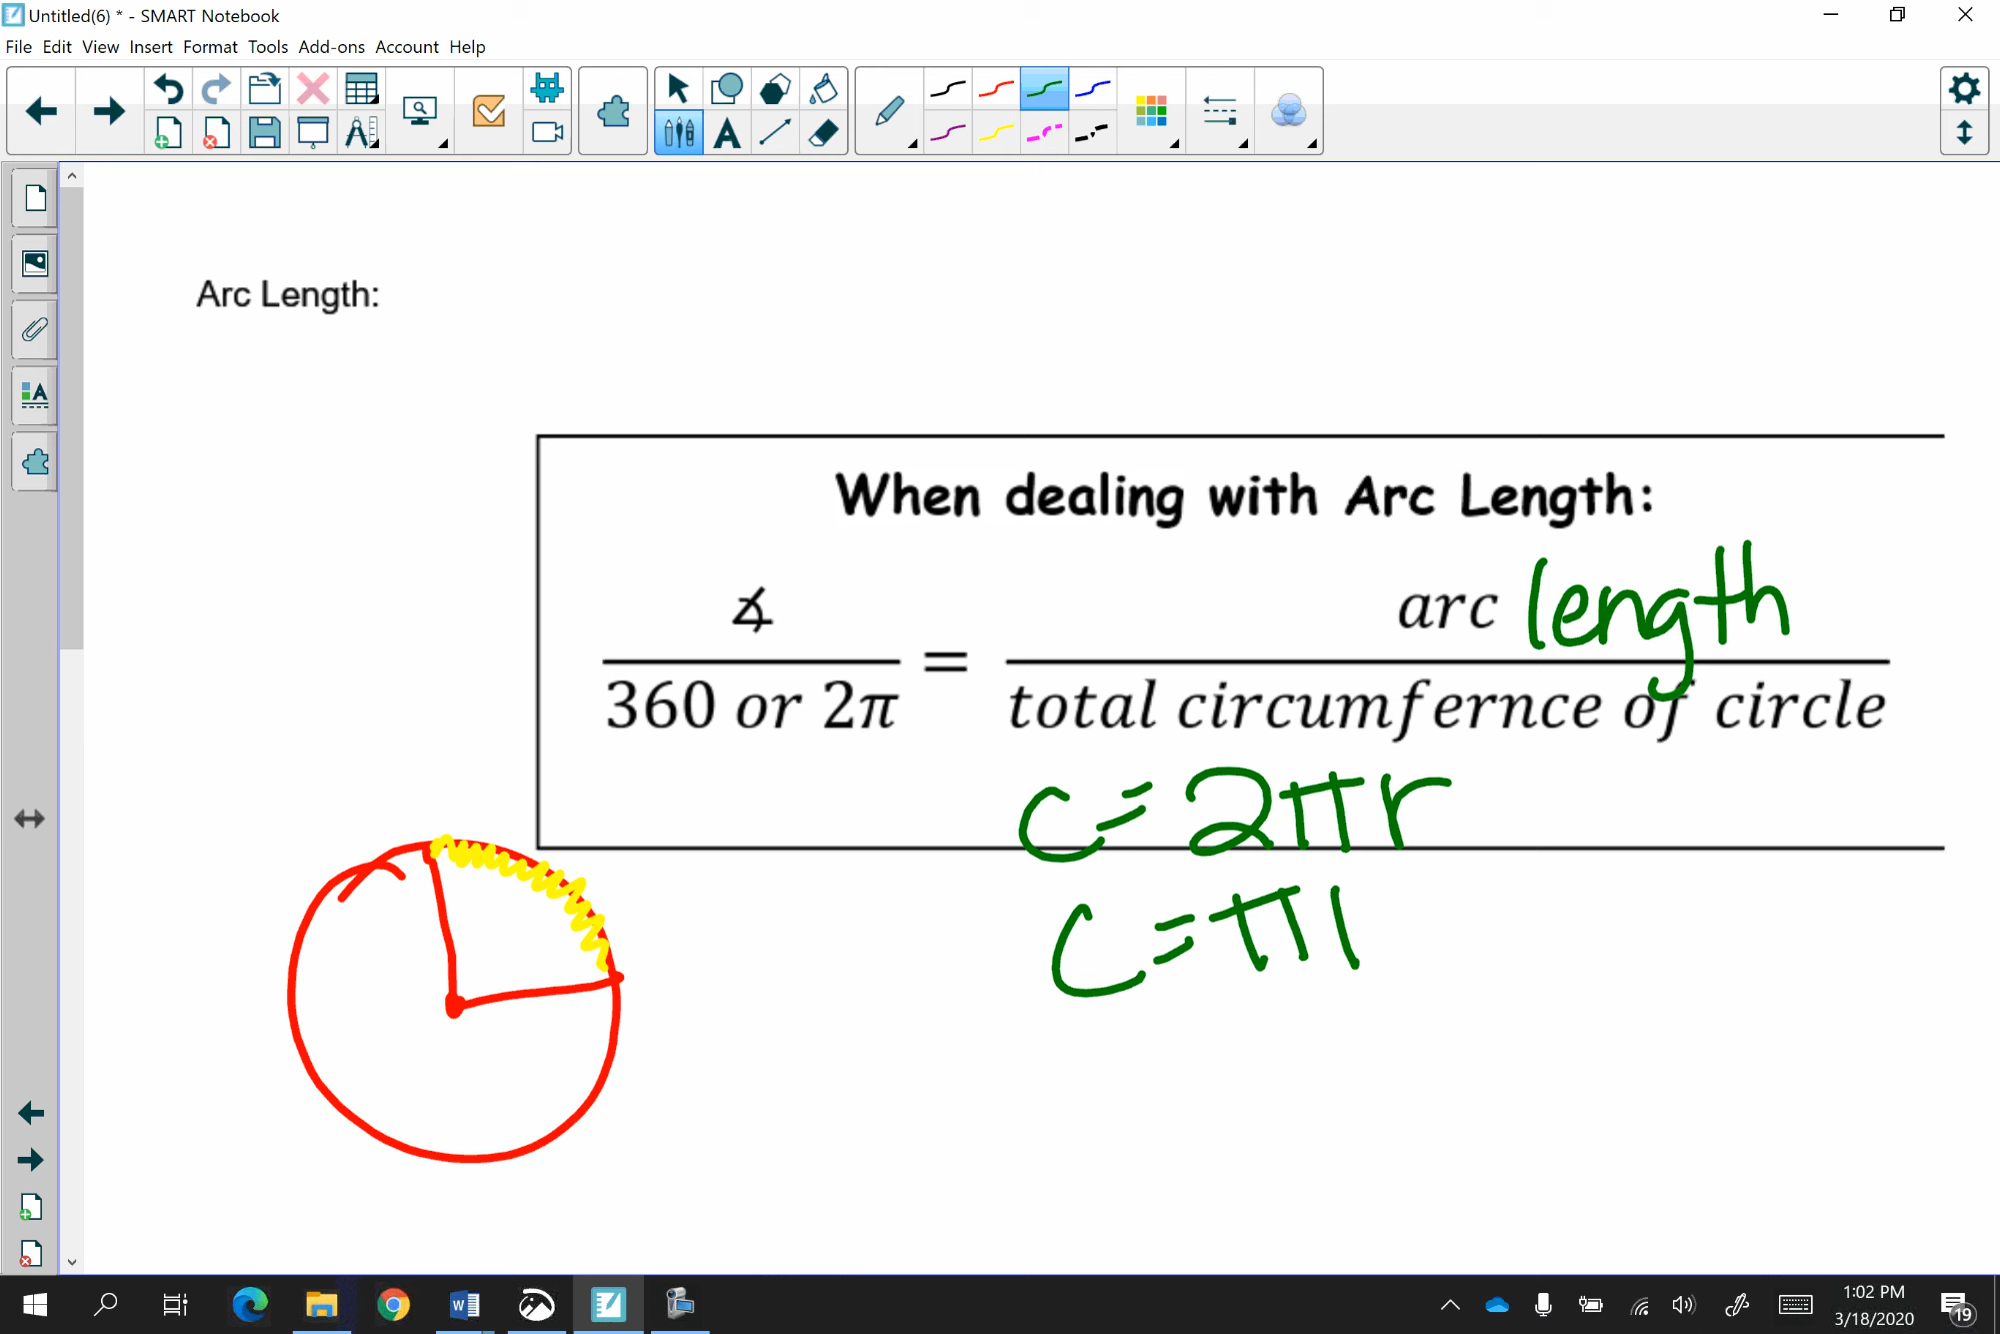 Untitled(6) * - SMART Notebook
File Edit View Insert Format Tools Add-ons Account Help
Arc Length:
When dealing with Arc Length:
∡ arc length
=
360 or 2π total circumfernce of circle
C = 2πr
C = π
1:02 PM
3/18/2020
19